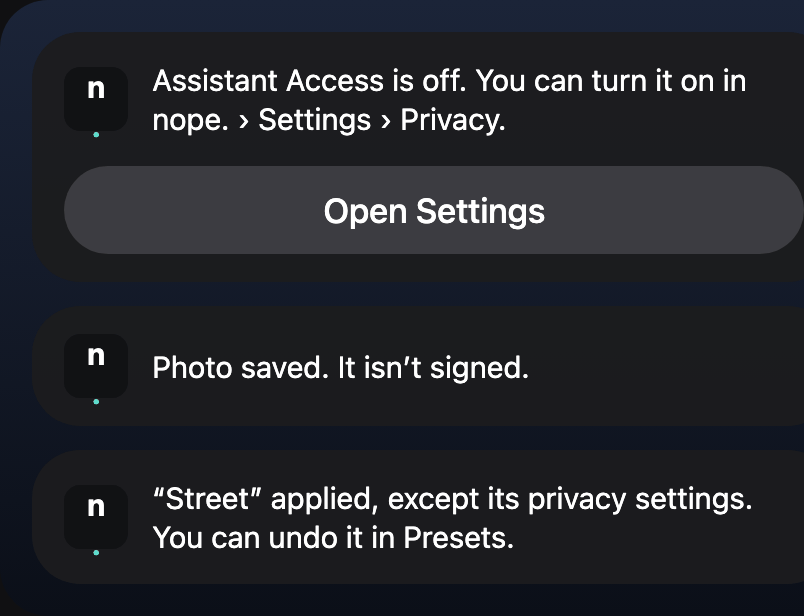 n
Assistant Access is off. You can turn it on in
nope. › Settings › Privacy.
Open Settings
n
Photo saved. It isn’t signed.
n
“Street” applied, except its privacy settings.
You can undo it in Presets.